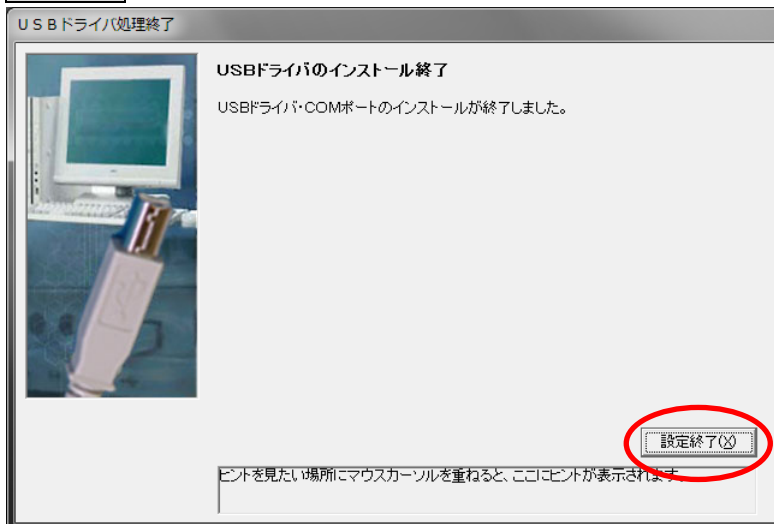 USBドライバ処理終了
USBドライバのインストール終了
USBドライバ・COMポートのインストールが終了しました。
設定終了(X)
ヒントを見たい場所にマウスカーソルを重ねると、ここにヒントが表示されます。